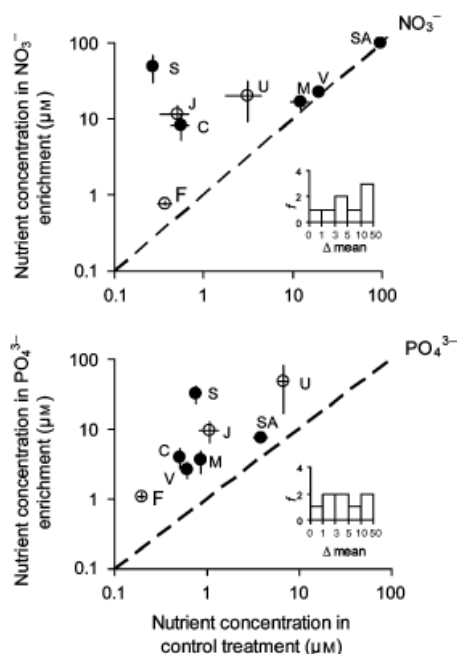 NO₃⁻
Nutrient concentration in NO₃⁻
enrichment (μM)
100
10
1
0.1
0.1
1
10
100
SA
S
U
V
M
J
C
F
f
4
2
0
0 1 3 5 10 50
Δ mean
PO₄³⁻
Nutrient concentration in PO₄³⁻
enrichment (μM)
100
10
1
0.1
0.1
1
10
100
S
U
J
SA
C
M
V
F
f
4
2
0
0 1 3 5 10 50
Δ mean
Nutrient concentration in
control treatment (μM)